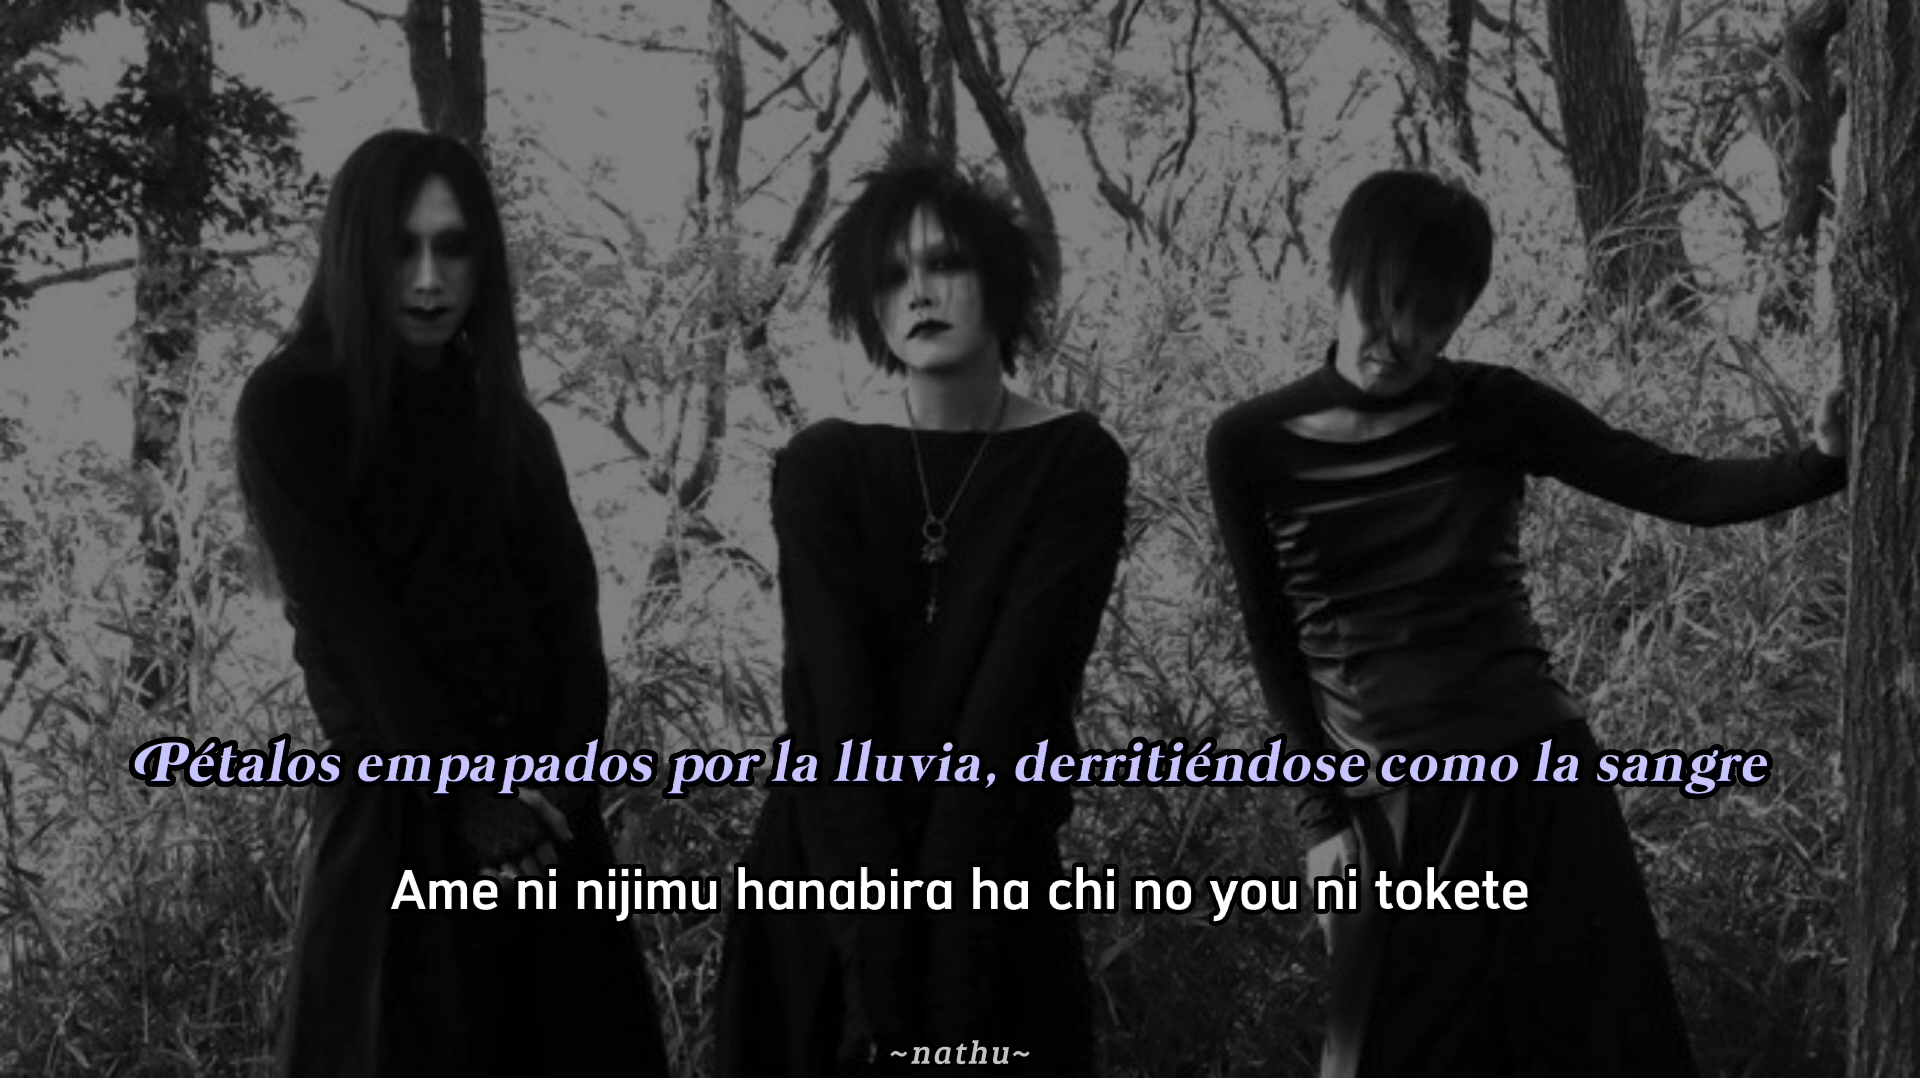 Pétalos empapados por la lluvia, derritiéndose como la sangre
Ame ni nijimu hanabira ha chi no you ni tokete
~nathu~